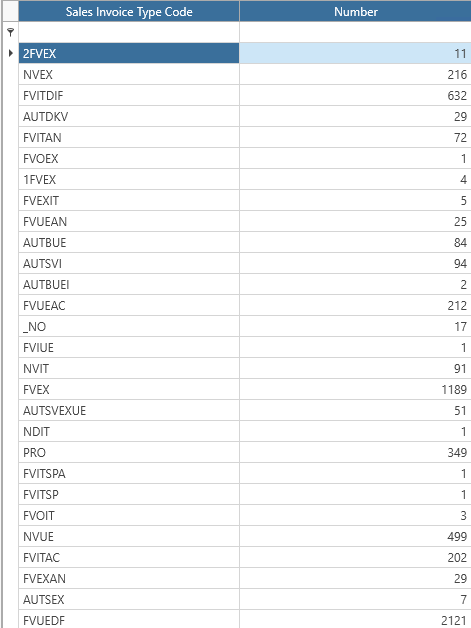 Sales Invoice Type Code Number
2FVEX 11
NVEX 216
FVITDIF 632
AUTDKV 29
FVITAN 72
FVOEX 1
1FVEX 4
FVEXIT 5
FVUEAN 25
AUTBUE 84
AUTSVI 94
AUTBUEI 2
FVUEAC 212
_NO 17
FVIUE 1
NVIT 91
FVEX 1189
AUTSVEXUE 51
NDIT 1
PRO 349
FVITSPA 1
FVITSP 1
FVOIT 3
NVUE 499
FVITAC 202
FVEXAN 29
AUTSEX 7
FVUEDF 2121